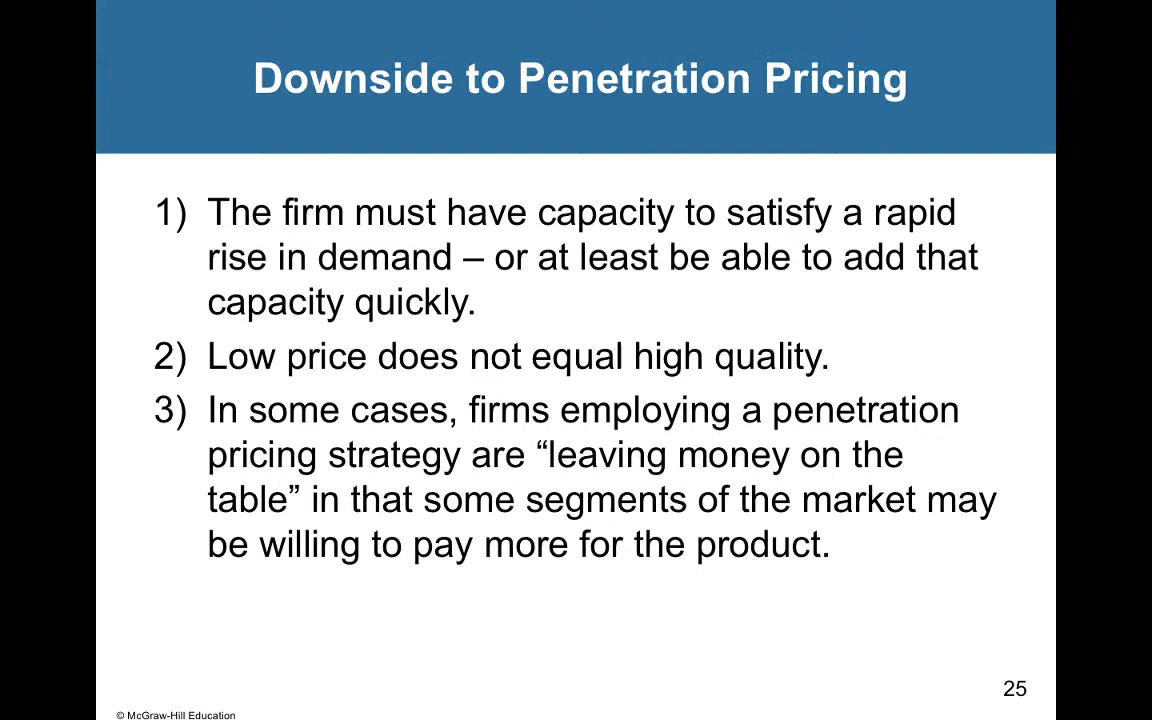 Downside to Penetration Pricing
1) The firm must have capacity to satisfy a rapid
rise in demand – or at least be able to add that
capacity quickly.
2) Low price does not equal high quality.
3) In some cases, firms employing a penetration
pricing strategy are “leaving money on the
table” in that some segments of the market may
be willing to pay more for the product.
25
© McGraw-Hill Education